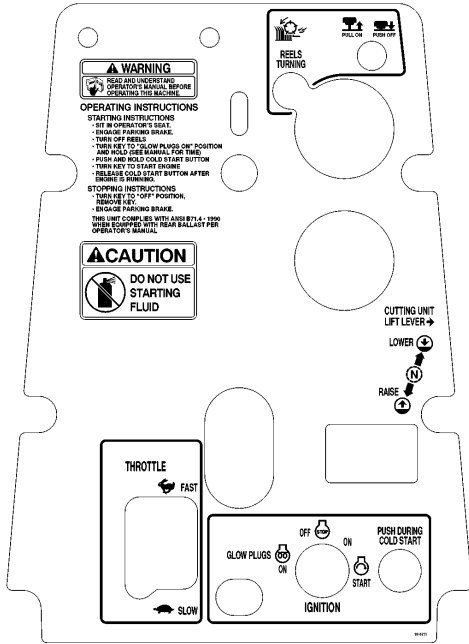 PULL ON
PUSH OFF
REELS
TURNING
WARNING
READ AND UNDERSTAND
OPERATOR'S MANUAL BEFORE
OPERATING THIS MACHINE.
OPERATING INSTRUCTIONS
STARTING INSTRUCTIONS
- SIT IN OPERATOR'S SEAT.
- ENGAGE PARKING BRAKE.
- TURN OFF REELS
- TURN KEY TO "GLOW PLUGS ON" POSITION
AND HOLD (SEE MANUAL FOR TIME)
- PUSH AND HOLD COLD START BUTTON
- TURN KEY TO START ENGINE
- RELEASE COLD START BUTTON AFTER
ENGINE IS RUNNING.
STOPPING INSTRUCTIONS
- TURN KEY TO "OFF" POSITION,
REMOVE KEY.
- ENGAGE PARKING BRAKE.
THIS UNIT COMPLIES WITH ANSI B71.4 - 1990
WHEN EQUIPPED WITH REAR BALLAST PER
OPERATOR'S MANUAL
CAUTION
DO NOT USE
STARTING
FLUID
CUTTING UNIT
LIFT LEVER
LOWER
N
RAISE
THROTTLE
FAST
SLOW
OFF
STOP
ON
GLOW PLUGS
ON
START
IGNITION
PUSH DURING
COLD START